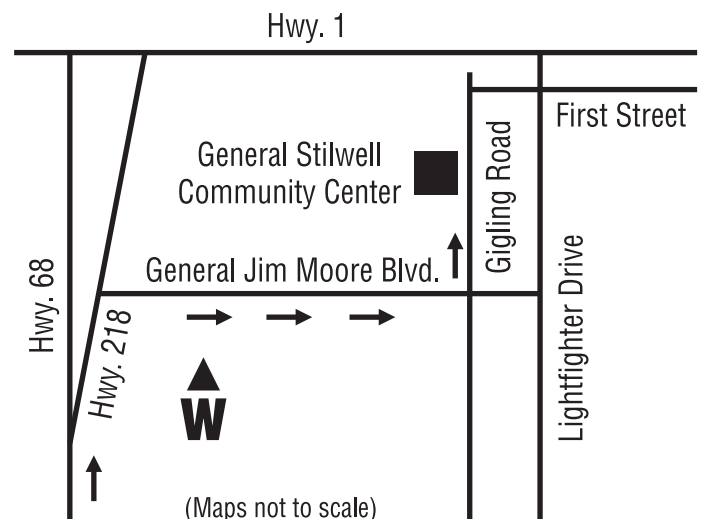 Hwy. 1
First Street
General Stilwell
Community Center
Gigling Road
General Jim Moore Blvd.
Hwy. 68
Hwy. 218
Lightfighter Drive
W
(Maps not to scale)